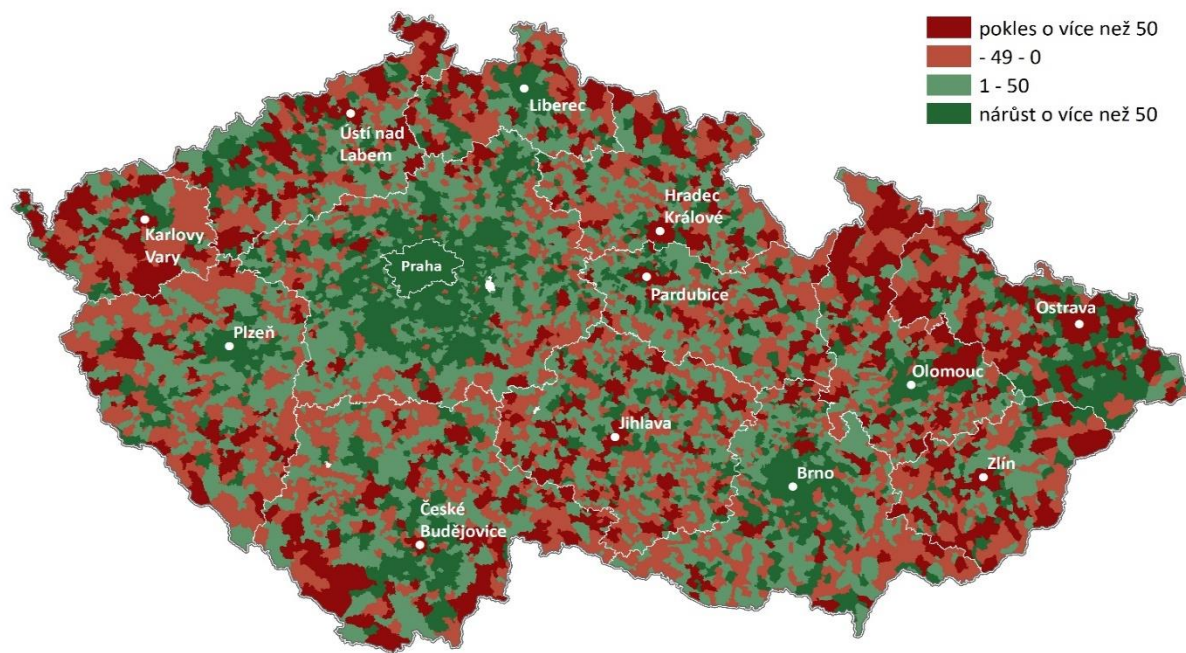 pokles o více než 50
- 49 - 0
1 - 50
nárůst o více než 50
Liberec
Ústí nad
Labem
Hradec
Králové
Karlovy
Vary
Praha
Pardubice
Plzeň
Ostrava
Olomouc
Jihlava
Brno
Zlín
České
Budějovice